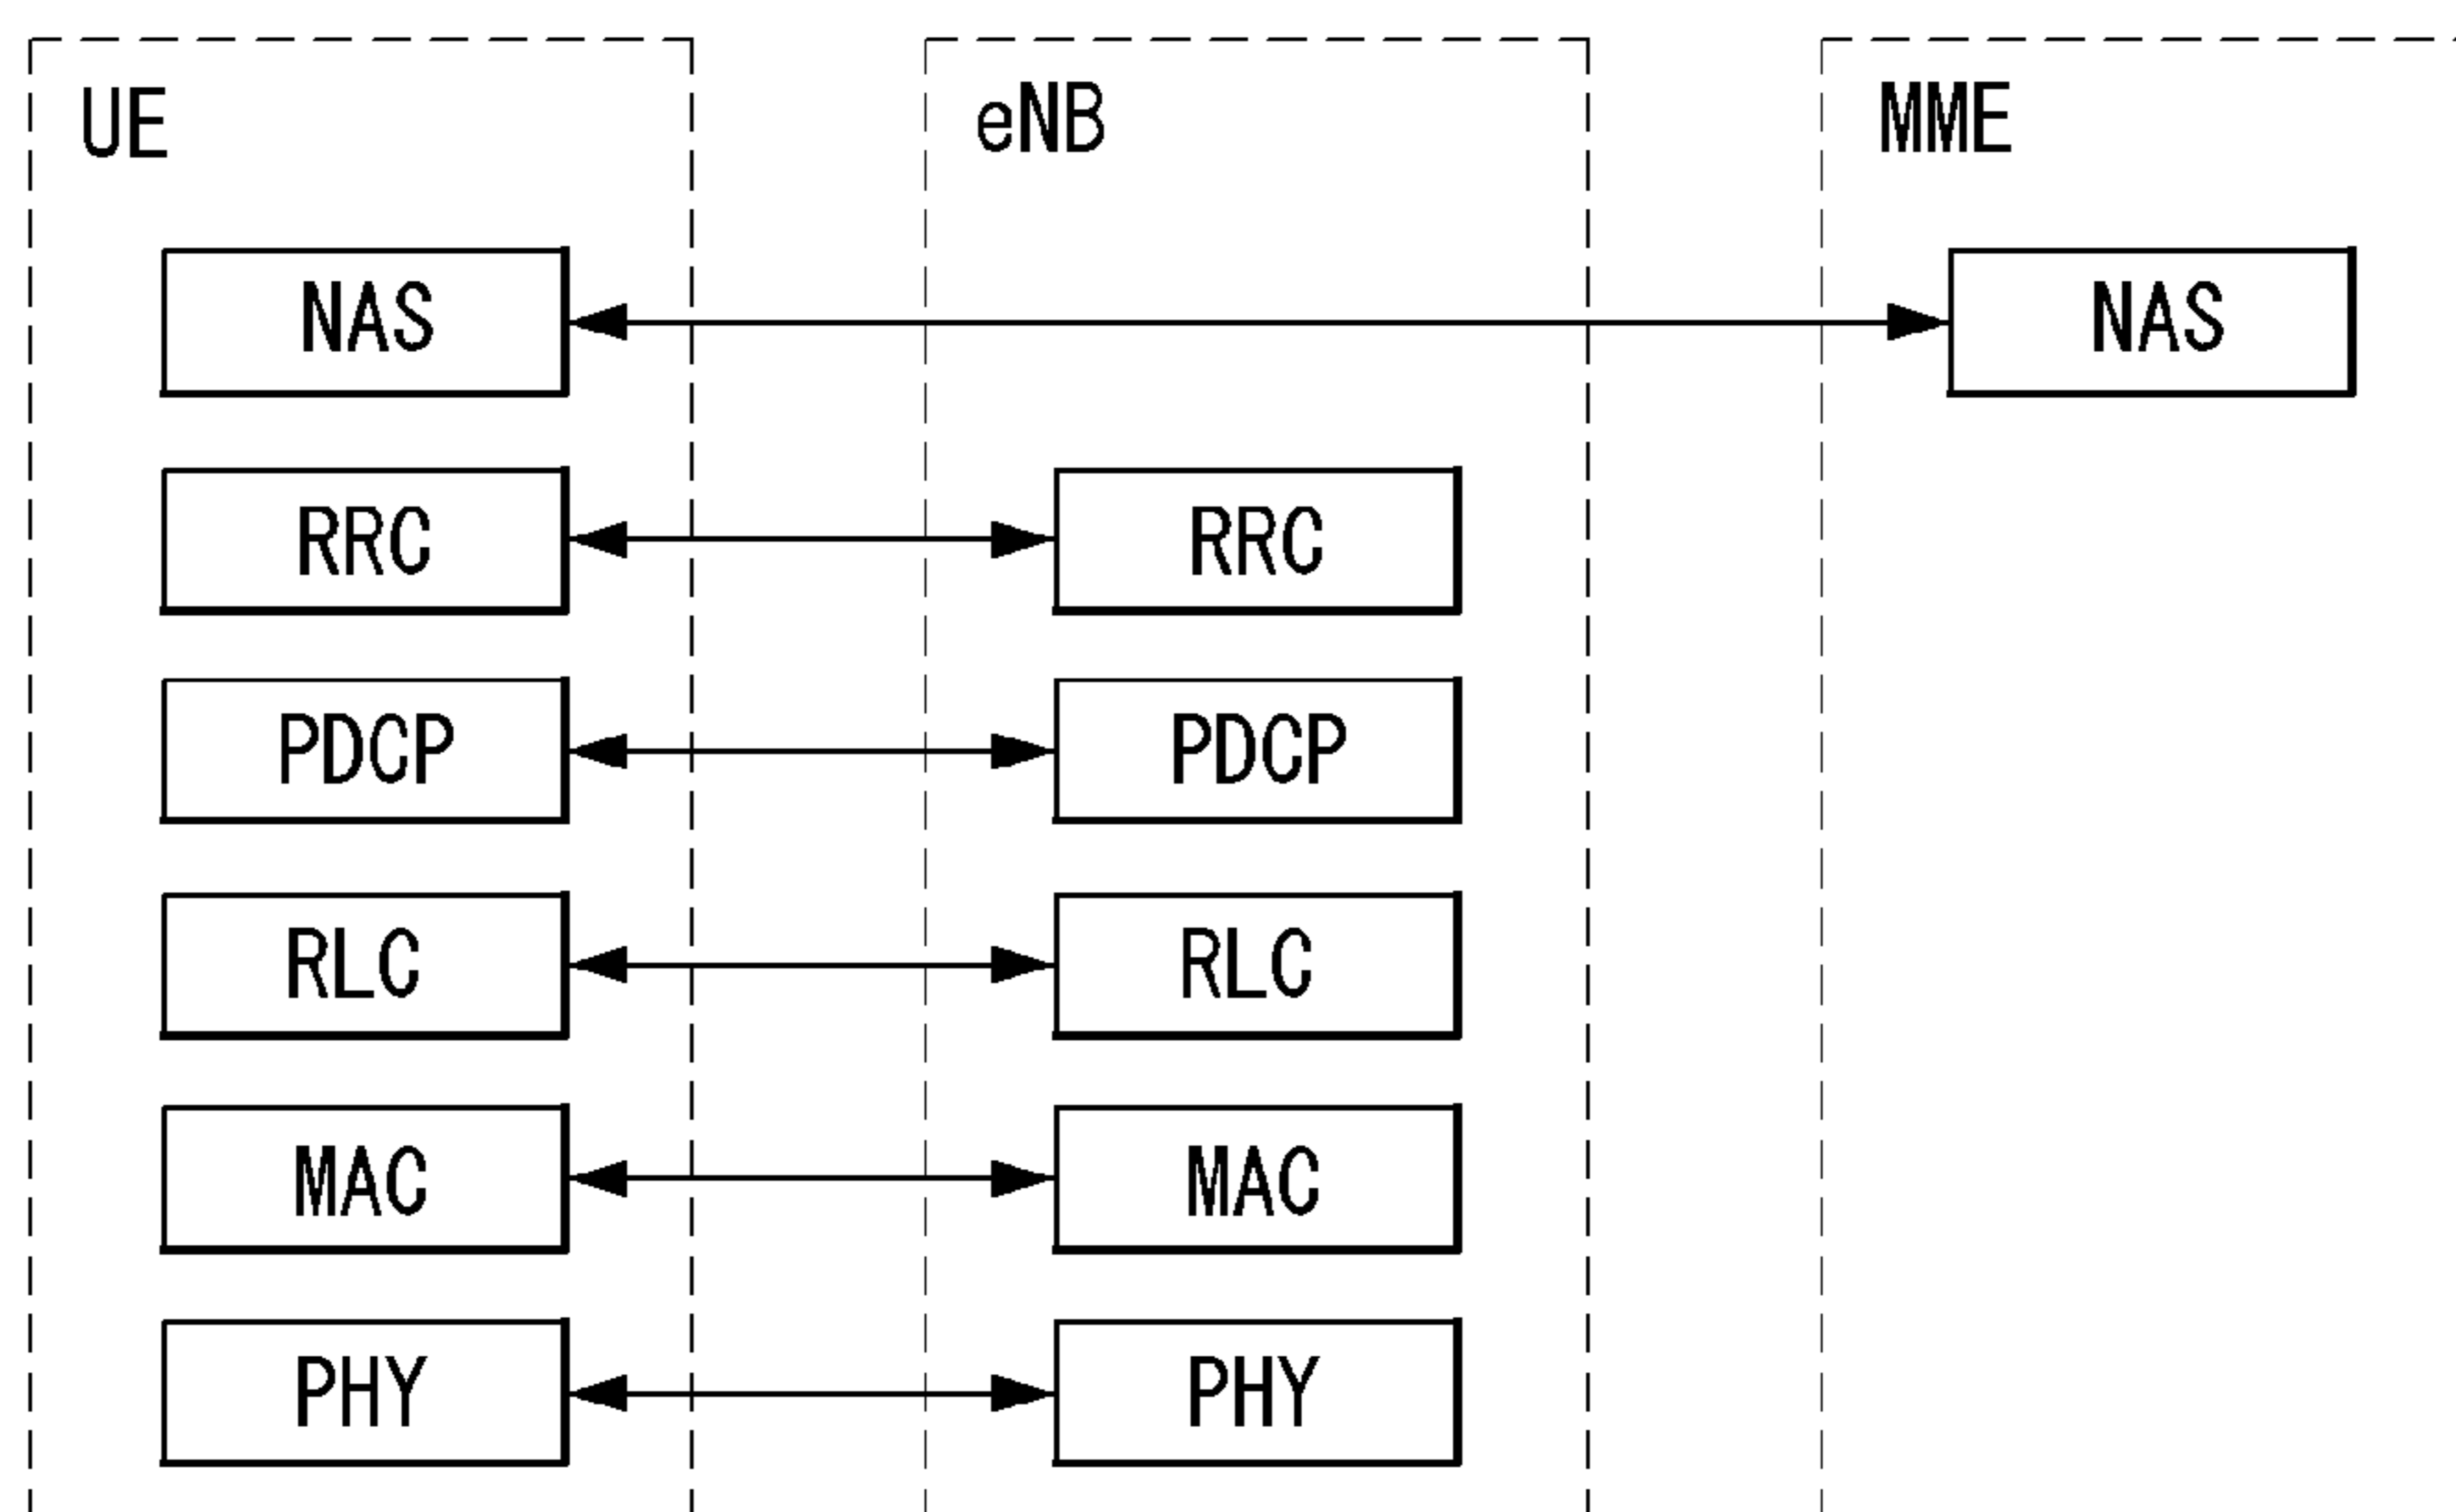 UE
eNB
MME
NAS
NAS
RRC
RRC
PDCP
PDCP
RLC
RLC
MAC
MAC
PHY
PHY